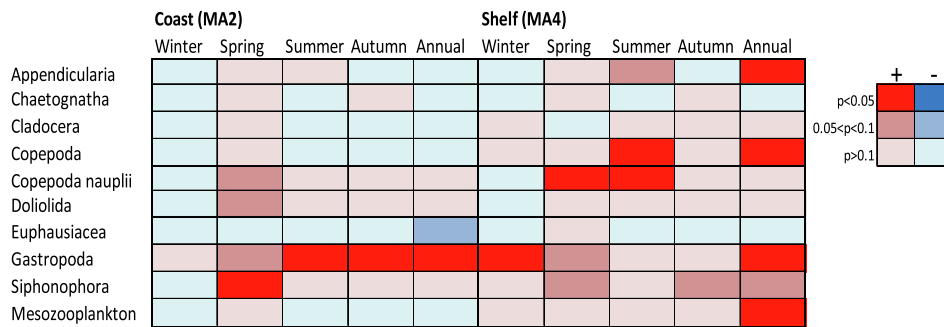 Coast (MA2) Shelf (MA4)
Winter Spring Summer Autumn Annual Winter Spring Summer Autumn Annual
Appendicularia
Chaetognatha
Cladocera
Copepoda
Copepoda nauplii
Doliolida
Euphausiacea
Gastropoda
Siphonophora
Mesozooplankton
+ -
p<0.05
0.05<p<0.1
p>0.1